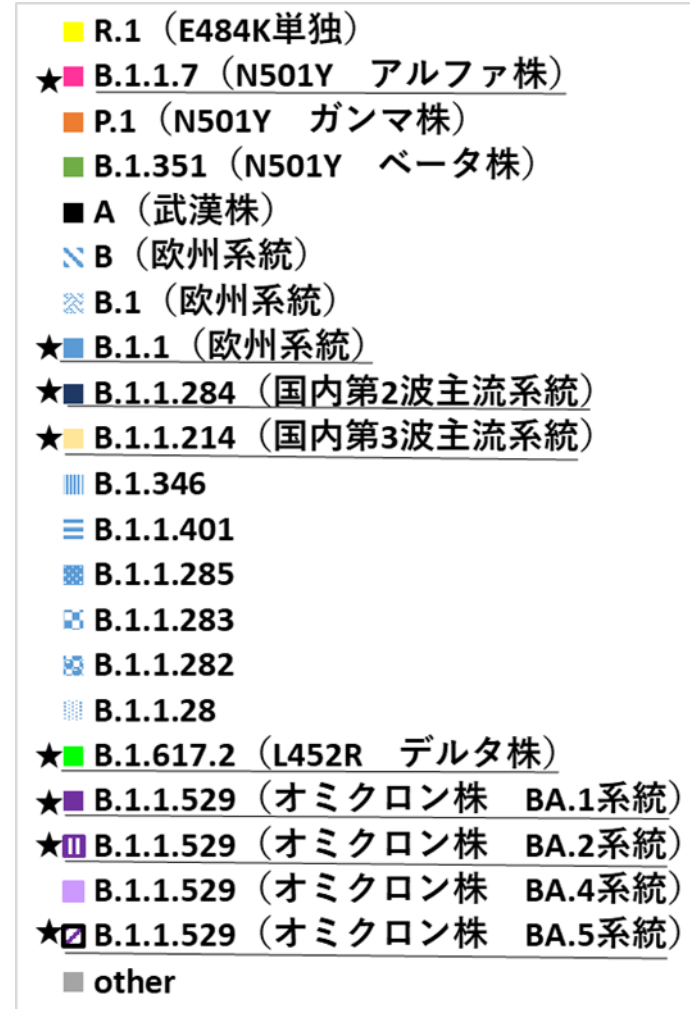 R.1（E484K単独）
★B.1.1.7（N501Y　アルファ株）
P.1（N501Y　ガンマ株）
B.1.351（N501Y　ベータ株）
A（武漢株）
B（欧州系統）
B.1（欧州系統）
★B.1.1（欧州系統）
★B.1.1.284（国内第2波主流系統）
★B.1.1.214（国内第3波主流系統）
B.1.346
B.1.1.401
B.1.1.285
B.1.1.283
B.1.1.282
B.1.1.28
★B.1.617.2（L452R　デルタ株）
★B.1.1.529（オミクロン株　BA.1系統）
★B.1.1.529（オミクロン株　BA.2系統）
B.1.1.529（オミクロン株　BA.4系統）
★B.1.1.529（オミクロン株　BA.5系統）
other